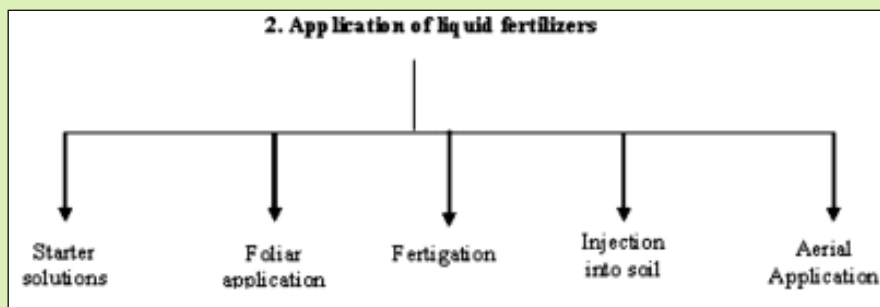 2. Application of liquid fertilizers
Starter
solutions
Foliar
application
Fertigation
Injection
into soil
Aerial
Application